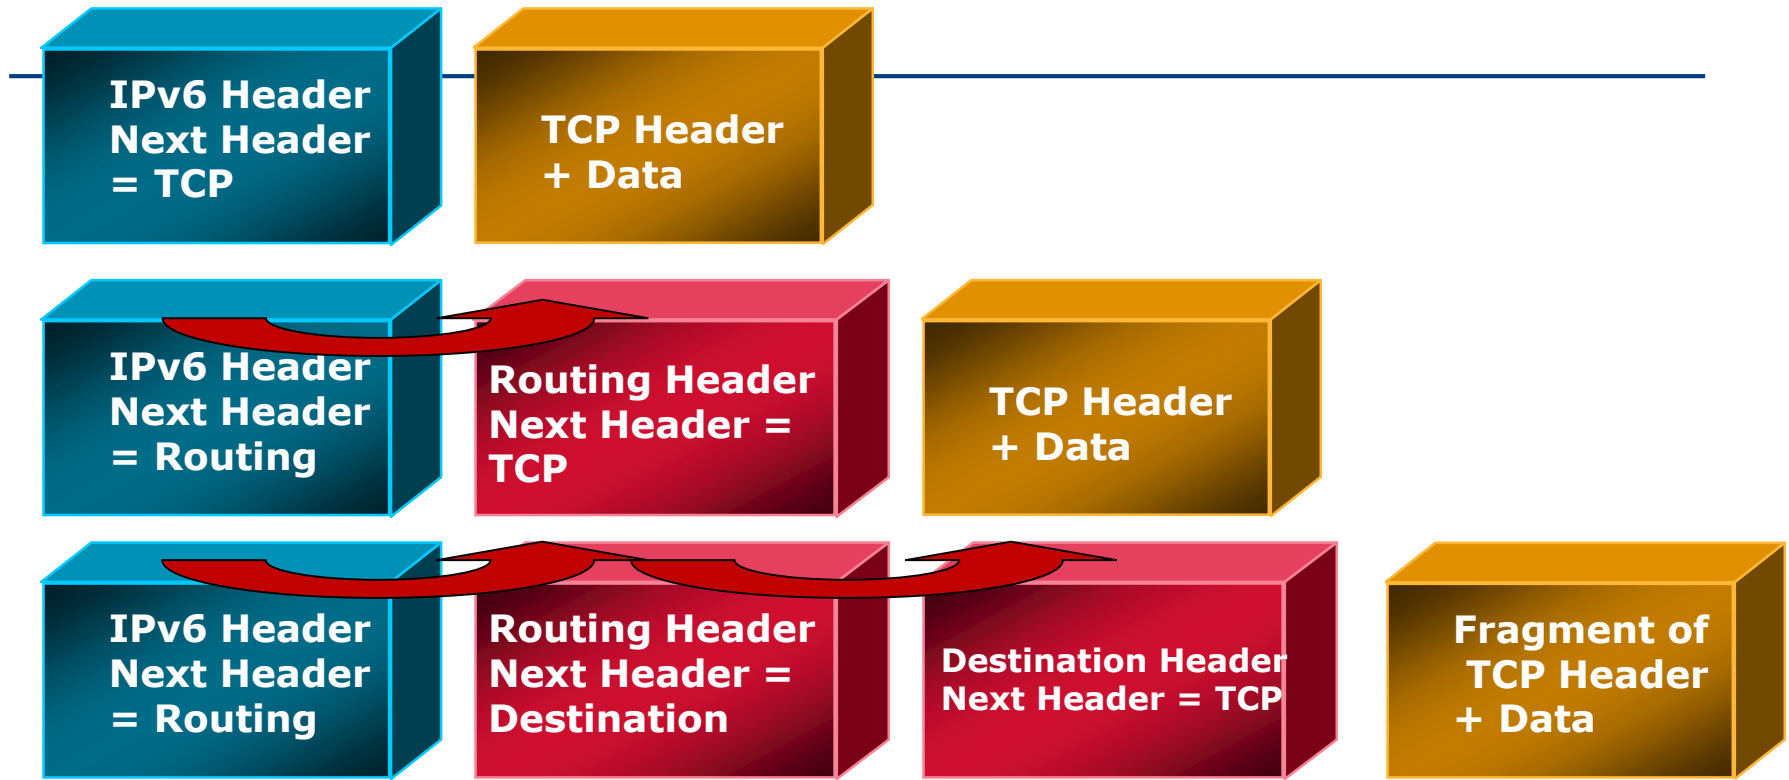 IPv6 Header
Next Header
= TCP
TCP Header
+ Data
IPv6 Header
Next Header
= Routing
Routing Header
Next Header =
TCP
TCP Header
+ Data
IPv6 Header
Next Header
= Routing
Routing Header
Next Header =
Destination
Destination Header
Next Header = TCP
Fragment of
TCP Header
+ Data